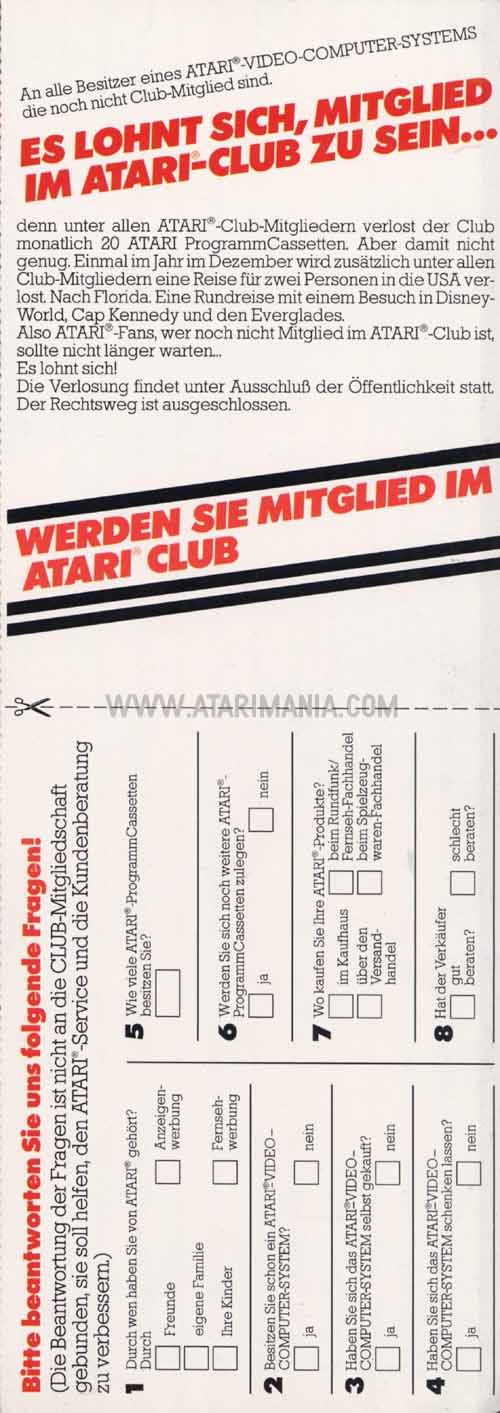 An alle Besitzer eines ATARI®-VIDEO-COMPUTER-SYSTEMS
die noch nicht Club-Mitglied sind.
ES LOHNT SICH, MITGLIED
IM ATARI®-CLUB ZU SEIN...
denn unter allen ATARI®-Club-Mitgliedern verlost der Club
monatlich 20 ATARI ProgrammCassetten. Aber damit nicht
genug. Einmal im Jahr im Dezember wird zusätzlich unter allen
Club-Mitgliedern eine Reise für zwei Personen in die USA ver-
lost. Nach Florida. Eine Rundreise mit einem Besuch in Disney-
World, Cap Kennedy und den Everglades.
Also ATARI®-Fans, wer noch nicht Mitglied im ATARI®-Club ist,
sollte nicht länger warten...
Es lohnt sich!
Die Verlosung findet unter Ausschluß der Öffentlichkeit statt.
Der Rechtsweg ist ausgeschlossen.
WERDEN SIE MITGLIED IM
ATARI® CLUB
WWW.ATARIMANIA.COM
Bitte beantworten Sie uns folgende Fragen!
(Die Beantwortung der Fragen ist nicht an die CLUB-Mitgliedschaft
gebunden, sie soll helfen, den ATARI®-Service und die Kundenberatung
zu verbessern.)
1 Durch wen haben Sie von ATARI® gehört?
Durch
Freunde
Anzeigen-
werbung
eigene Familie
Ihre Kinder
Fernseh-
werbung
2 Besitzen Sie schon ein ATARI®VIDEO–
COMPUTER-SYSTEM?
ja
nein
3 Haben Sie sich das ATARI®VIDEO–
COMPUTER-SYSTEM selbst gekauft?
ja
nein
4 Haben Sie sich das ATARI®VIDEO–
COMPUTER-SYSTEM schenken lassen?
ja
nein
5 Wie viele ATARI®-ProgrammCassetten
besitzen Sie?
6 Werden Sie sich noch weitere ATARI®-
ProgrammCassetten zulegen?
ja
nein
7 Wo kaufen Sie Ihre ATARI®-Produkte?
im Kaufhaus
beim Rundfunk/
Fernseh-Fachhandel
über den
Versand-
handel
beim Spielzeug-
waren-Fachhandel
8 Hat der Verkäufer
gut
beraten?
schlecht
beraten?